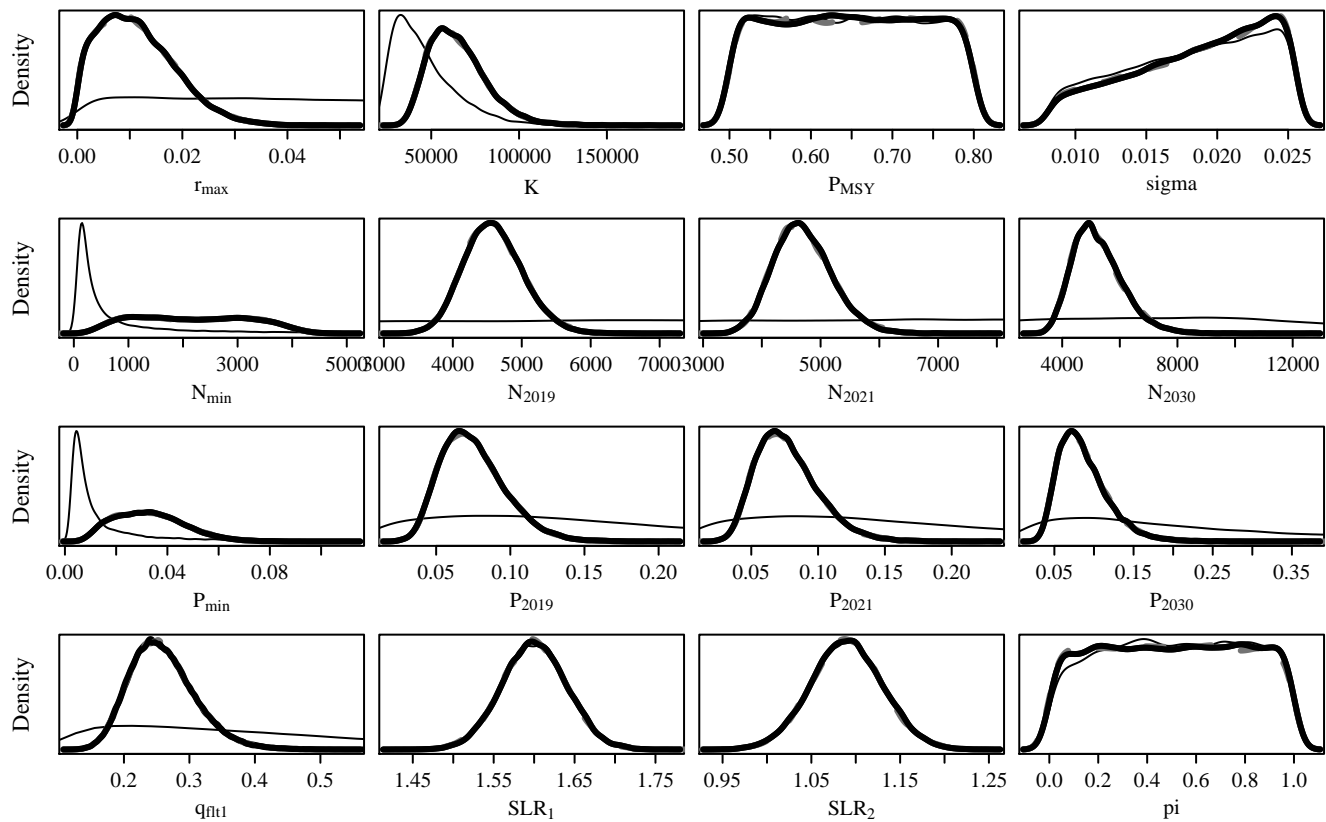 Density
0.00 0.02 0.04
r_max
50000 100000 150000
K
0.50 0.60 0.70 0.80
P_MSY
0.010 0.015 0.020 0.025
sigma
Density
0 1000 3000 5000
N_min
3000 4000 5000 6000 7000
N_2019
3000 5000 7000
N_2021
4000 6000 8000 12000
N_2030
Density
0.00 0.04 0.08
P_min
0.05 0.10 0.15 0.20
P_2019
0.05 0.10 0.15 0.20
P_2021
0.05 0.15 0.25 0.35
P_2030
Density
0.2 0.3 0.4 0.5
q_flt1
1.45 1.55 1.65 1.75
SLR_1
0.95 1.05 1.15 1.25
SLR_2
0.0 0.2 0.4 0.6 0.8 1.0
pi